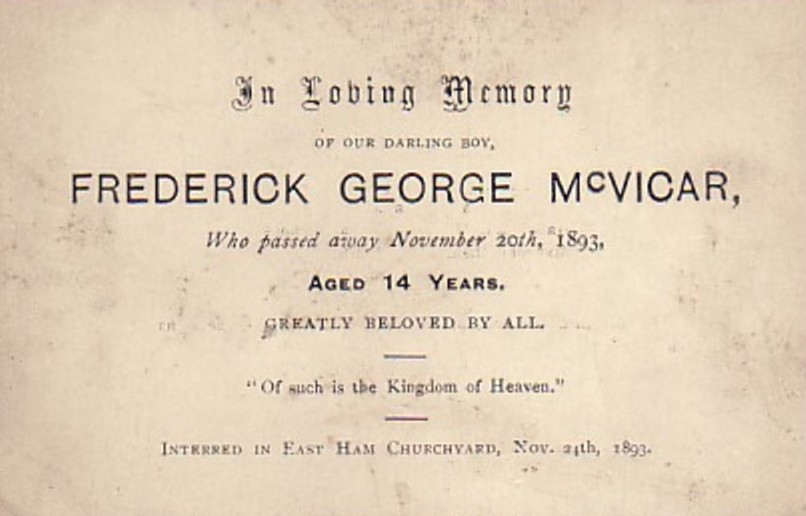 In Loving Memory
OF OUR DARLING BOY,
FREDERICK GEORGE McVICAR,
Who passed away November 20th, 1893,
AGED 14 YEARS.
GREATLY BELOVED BY ALL.
"Of such is the Kingdom of Heaven."
INTERRED IN EAST HAM CHURCHYARD, NOV. 24th, 1893.